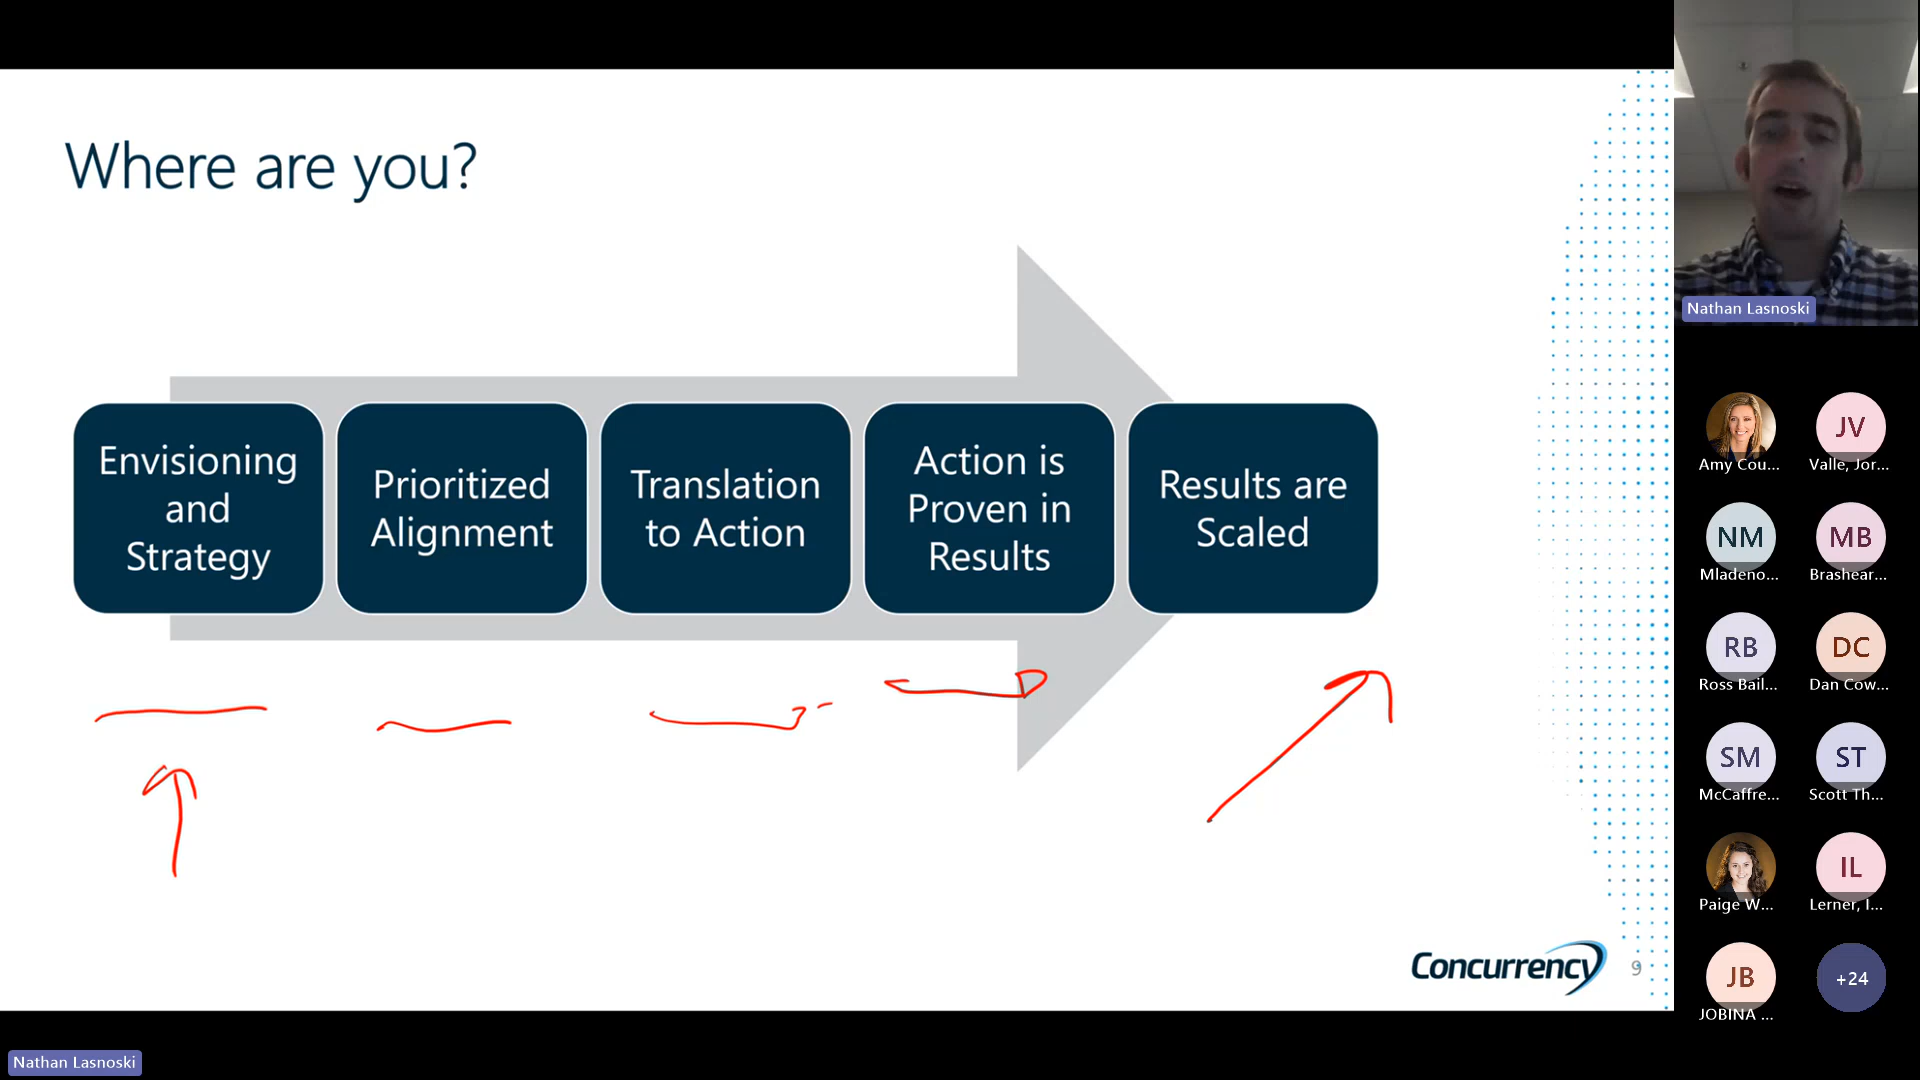 Where are you?
Envisioning
and
Strategy
Prioritized
Alignment
Translation
to Action
Action is
Proven in
Results
Results are
Scaled
Concurrency
9
Nathan Lasnoski
Amy Cou...
JV
Valle, Jor...
NM
Mladeno...
MB
Brashear...
RB
Ross Bail...
DC
Dan Cow...
SM
McCaffre...
ST
Scott Th...
Paige W...
IL
Lerner, I...
JB
JOBINA ...
+24
Nathan Lasnoski